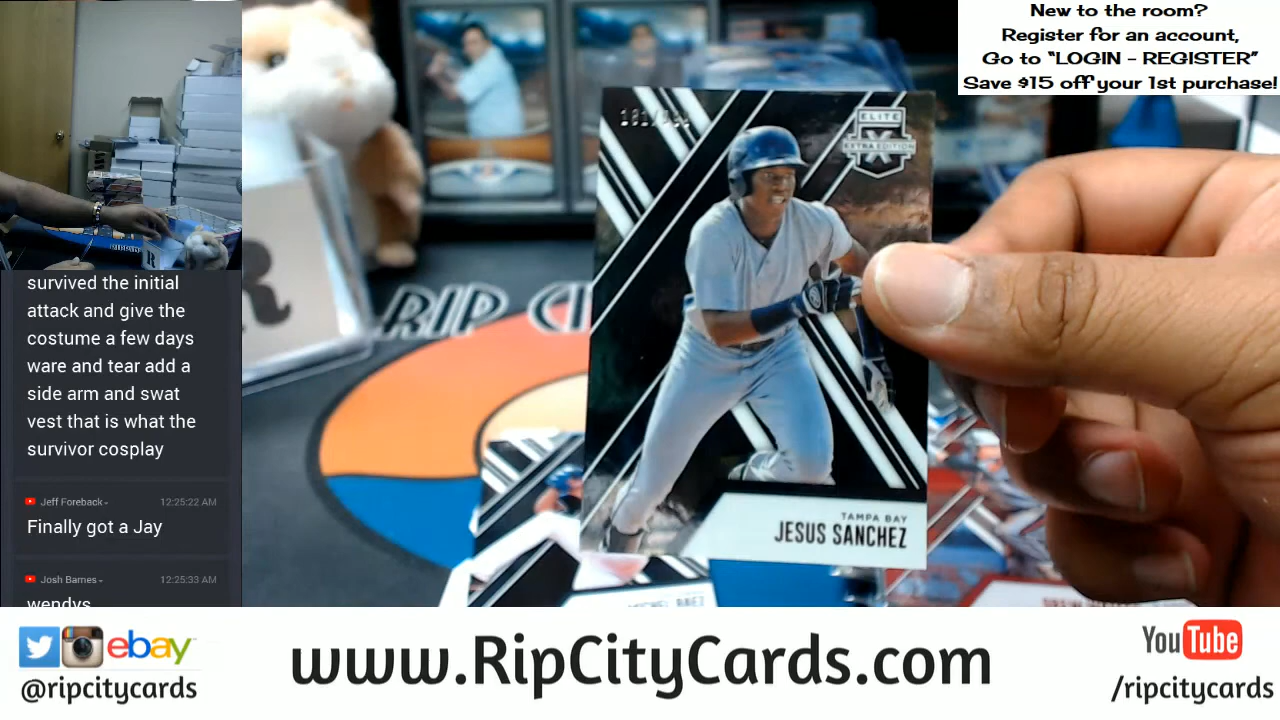 New to the room?
Register for an account,
Go to “LOGIN - REGISTER”
Save $15 off your 1st purchase!
ELITE
EXTRA EDITION
X
RIP CI
R
survived the initial
attack and give the
costume a few days
ware and tear add a
side arm and swat
vest that is what the
survivor cosplay
Jeff Foreback
12:25:22 AM
Finally got a Jay
Josh Barnes
12:25:33 AM
wendys
TAMPA BAY
JESUS SANCHEZ
ebay
@ripcitycards
www.RipCityCards.com
YouTube
/ripcitycards